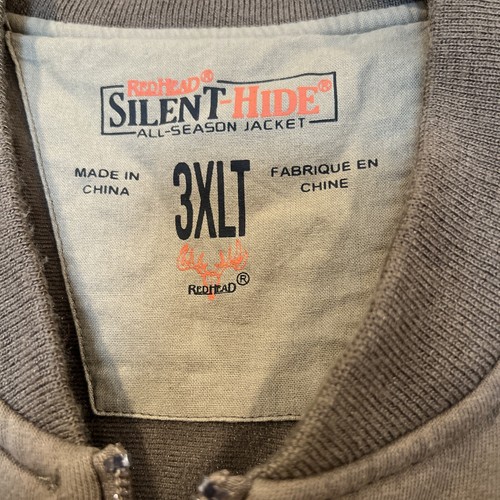 REDHEAD®
SILENT-HIDE®
ALL-SEASON JACKET
MADE IN
CHINA
3XLT
FABRIQUE EN
CHINE
REDHEAD®